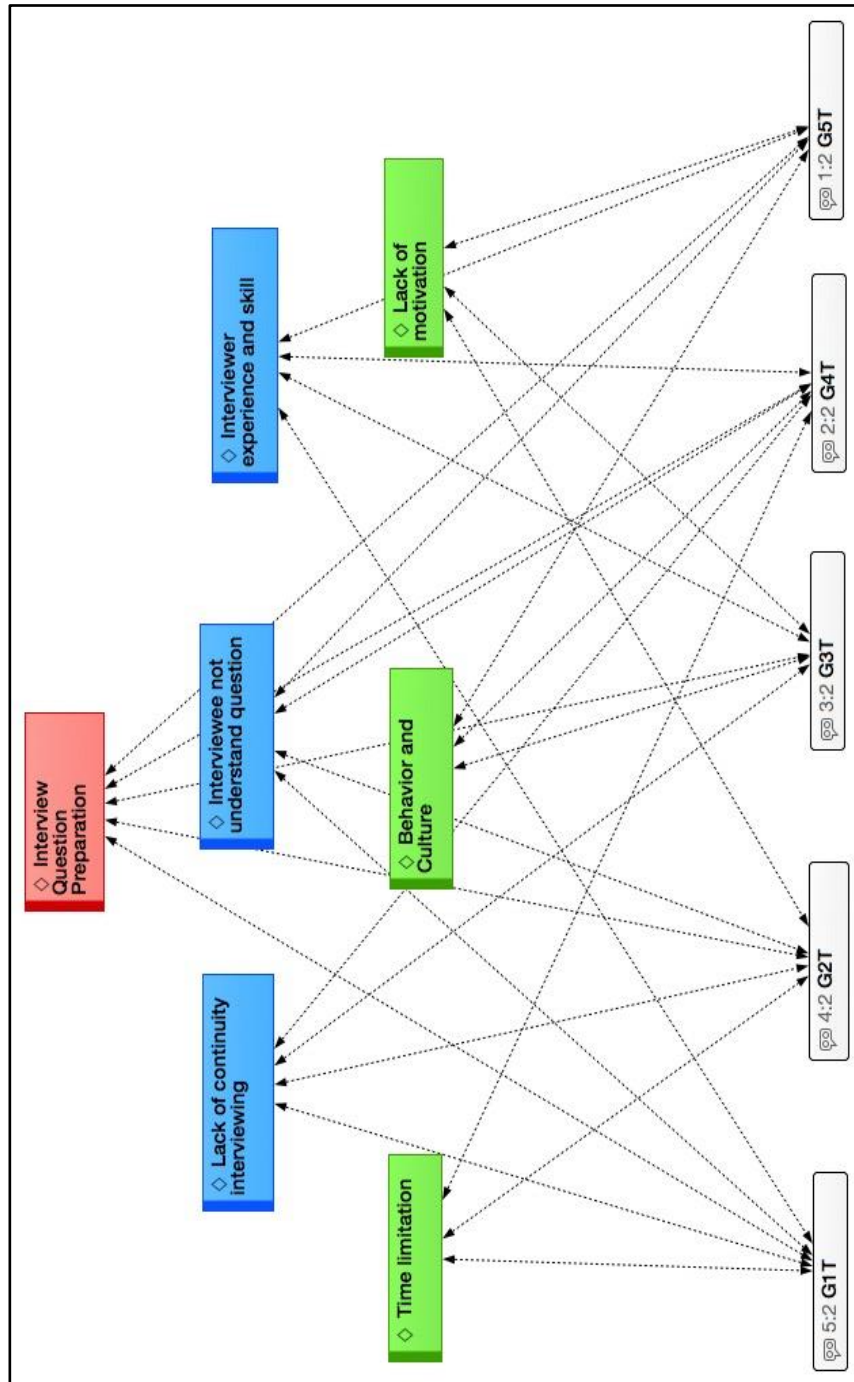 ◇ Interview
Question
Preparation
◇ Lack of continuity
interviewing
◇ Interviewee not
understand question
◇ Interviewer
experience and skill
◇ Time limitation
◇ Behavior and
Culture
◇ Lack of
motivation
5:2 G1T
4:2 G2T
3:2 G3T
2:2 G4T
1:2 G5T